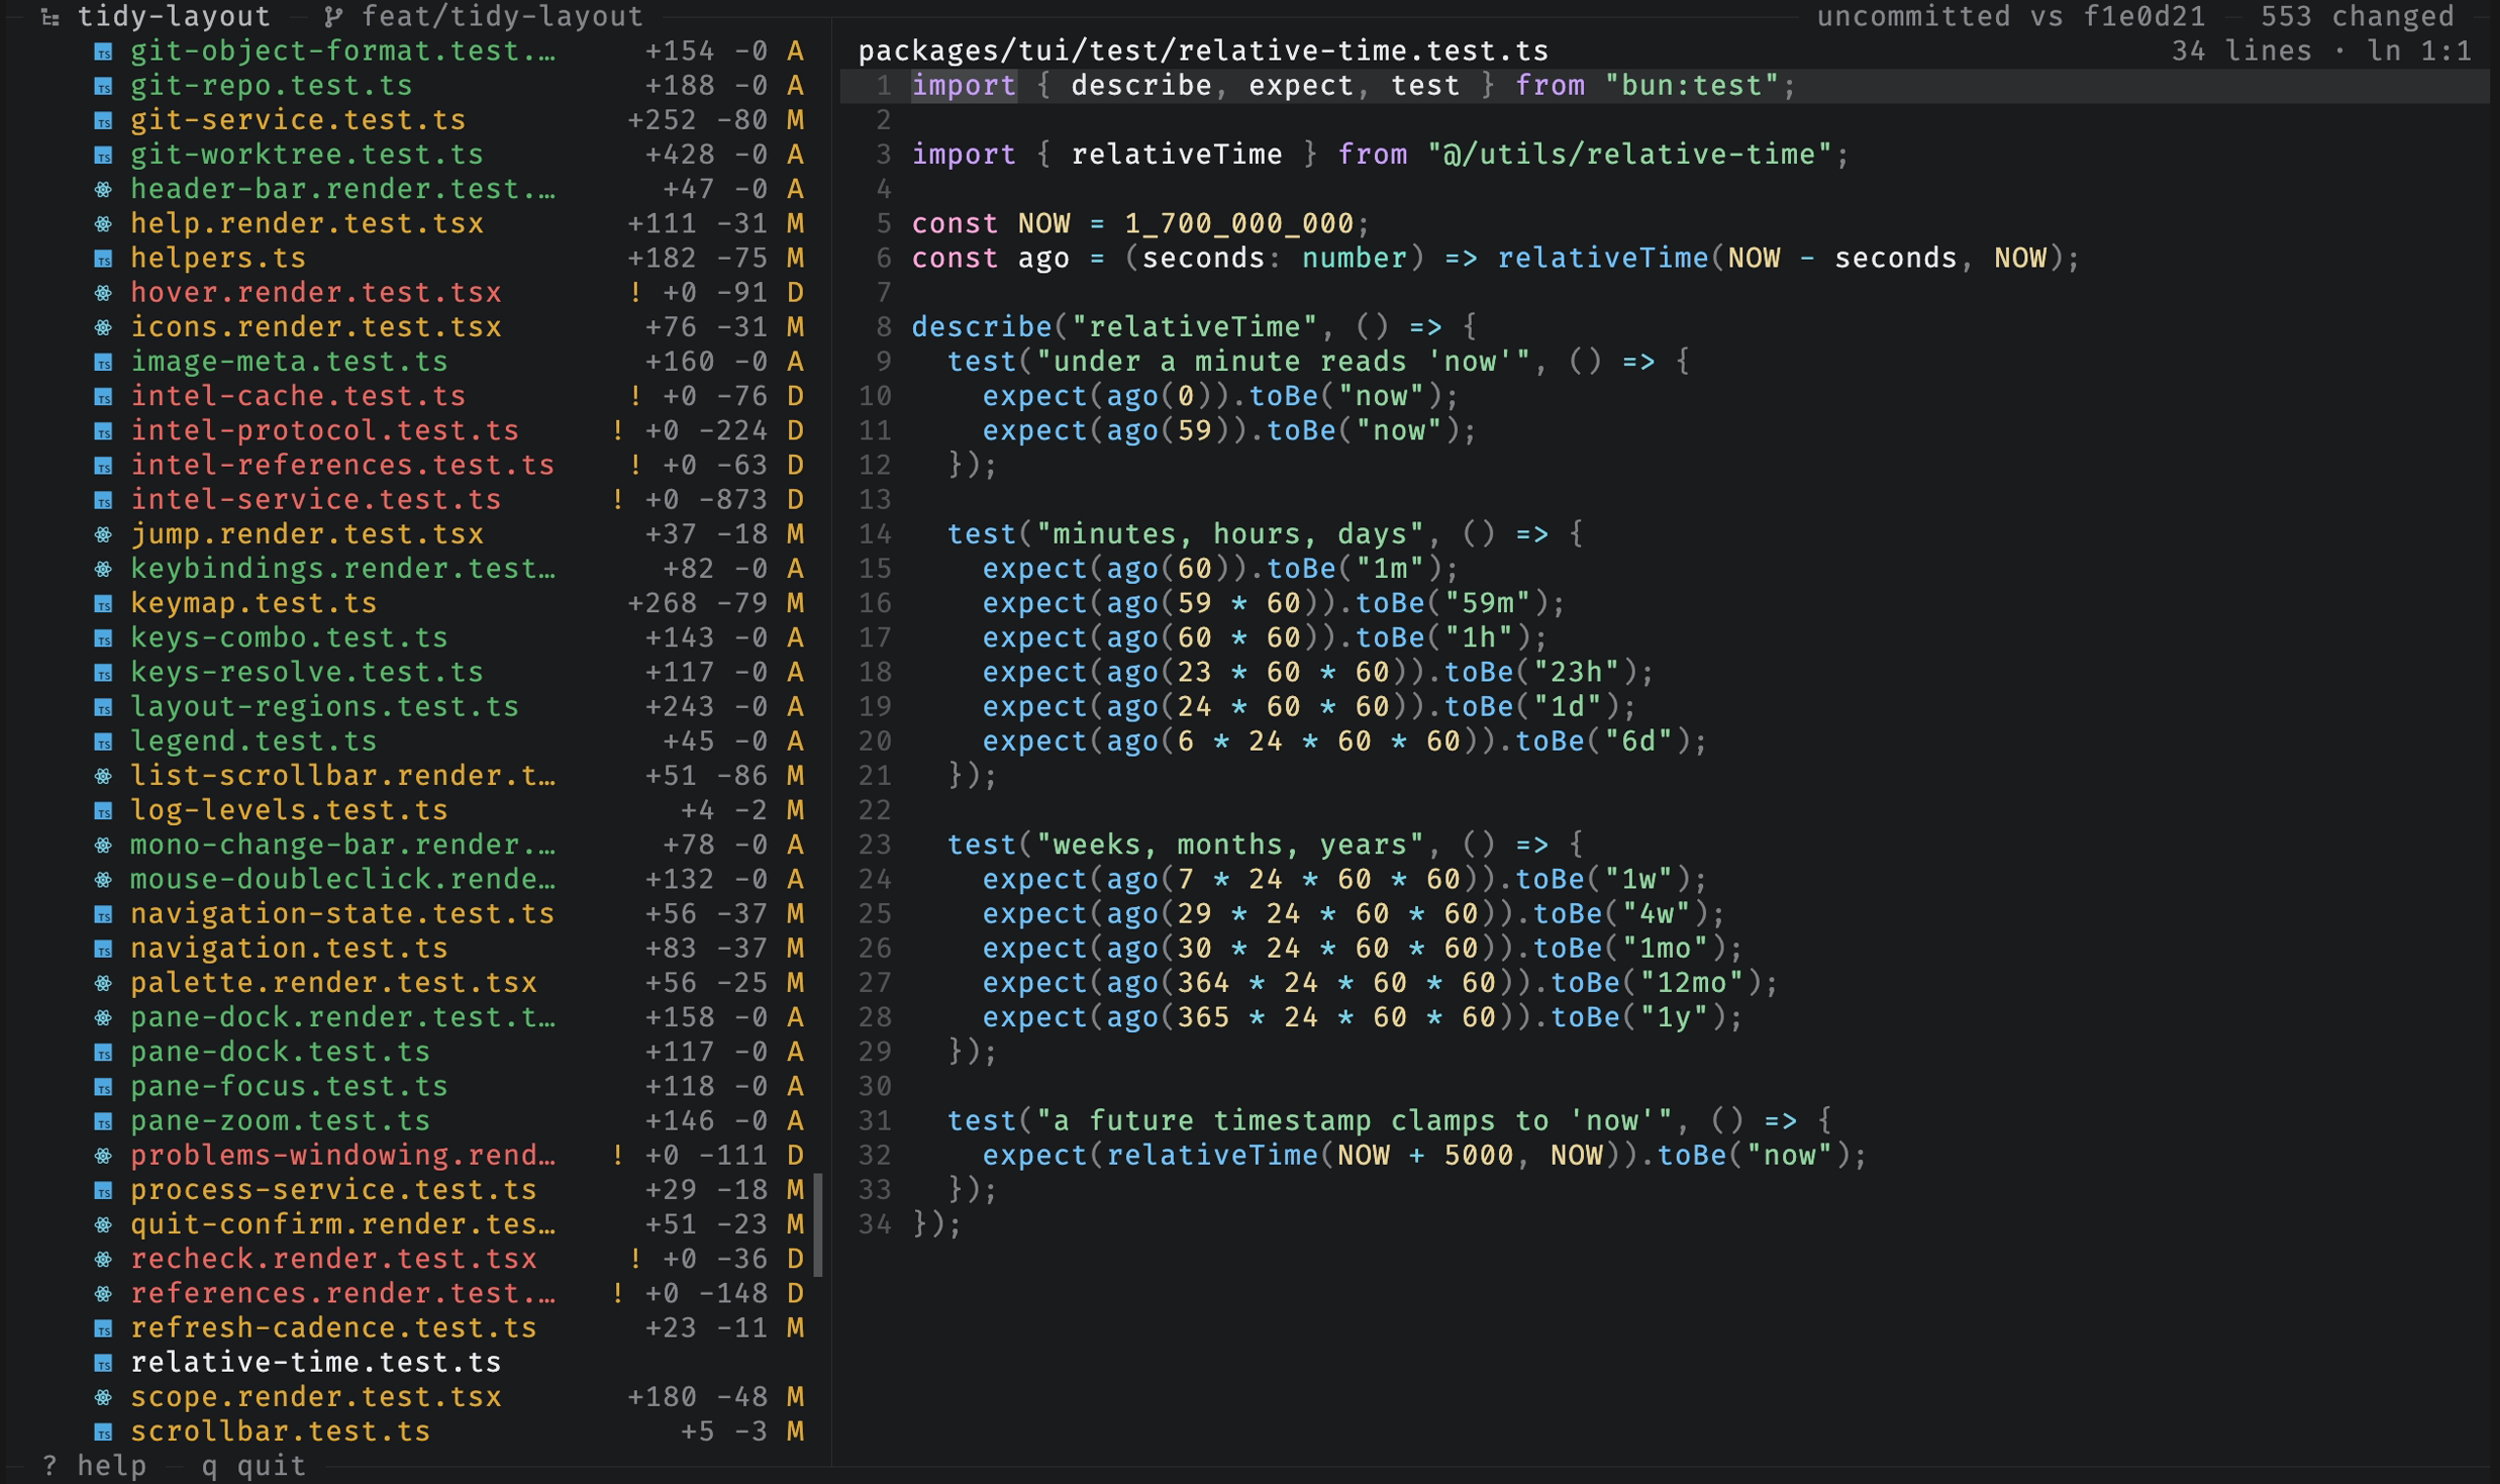 tidy-layout feat/tidy-layout uncommitted vs f1e0d21 553 changed
git-object-format.test.… +154 -0 A
git-repo.test.ts +188 -0 A
git-service.test.ts +252 -80 M
git-worktree.test.ts +428 -0 A
header-bar.render.test.… +47 -0 A
help.render.test.tsx +111 -31 M
helpers.ts +182 -75 M
hover.render.test.tsx ! +0 -91 D
icons.render.test.tsx +76 -31 M
image-meta.test.ts +160 -0 A
intel-cache.test.ts ! +0 -76 D
intel-protocol.test.ts ! +0 -224 D
intel-references.test.ts ! +0 -63 D
intel-service.test.ts ! +0 -873 D
jump.render.test.tsx +37 -18 M
keybindings.render.test… +82 -0 A
keymap.test.ts +268 -79 M
keys-combo.test.ts +143 -0 A
keys-resolve.test.ts +117 -0 A
layout-regions.test.ts +243 -0 A
legend.test.ts +45 -0 A
list-scrollbar.render.t… +51 -86 M
log-levels.test.ts +4 -2 M
mono-change-bar.render.… +78 -0 A
mouse-doubleclick.rende… +132 -0 A
navigation-state.test.ts +56 -37 M
navigation.test.ts +83 -37 M
palette.render.test.tsx +56 -25 M
pane-dock.render.test.t… +158 -0 A
pane-dock.test.ts +117 -0 A
pane-focus.test.ts +118 -0 A
pane-zoom.test.ts +146 -0 A
problems-windowing.rend… ! +0 -111 D
process-service.test.ts +29 -18 M
quit-confirm.render.tes… +51 -23 M
recheck.render.test.tsx ! +0 -36 D
references.render.test.… ! +0 -148 D
refresh-cadence.test.ts +23 -11 M
relative-time.test.ts
scope.render.test.tsx +180 -48 M
scrollbar.test.ts +5 -3 M
packages/tui/test/relative-time.test.ts 34 lines · ln 1:1
1 import { describe, expect, test } from "bun:test";
2
3 import { relativeTime } from "@/utils/relative-time";
4
5 const NOW = 1_700_000_000;
6 const ago = (seconds: number) => relativeTime(NOW - seconds, NOW);
7
8 describe("relativeTime", () => {
9   test("under a minute reads 'now'", () => {
10     expect(ago(0)).toBe("now");
11     expect(ago(59)).toBe("now");
12   });
13
14   test("minutes, hours, days", () => {
15     expect(ago(60)).toBe("1m");
16     expect(ago(59 * 60)).toBe("59m");
17     expect(ago(60 * 60)).toBe("1h");
18     expect(ago(23 * 60 * 60)).toBe("23h");
19     expect(ago(24 * 60 * 60)).toBe("1d");
20     expect(ago(6 * 24 * 60 * 60)).toBe("6d");
21   });
22
23   test("weeks, months, years", () => {
24     expect(ago(7 * 24 * 60 * 60)).toBe("1w");
25     expect(ago(29 * 24 * 60 * 60)).toBe("4w");
26     expect(ago(30 * 24 * 60 * 60)).toBe("1mo");
27     expect(ago(364 * 24 * 60 * 60)).toBe("12mo");
28     expect(ago(365 * 24 * 60 * 60)).toBe("1y");
29   });
30
31   test("a future timestamp clamps to 'now'", () => {
32     expect(relativeTime(NOW + 5000, NOW)).toBe("now");
33   });
34 });
? help q quit